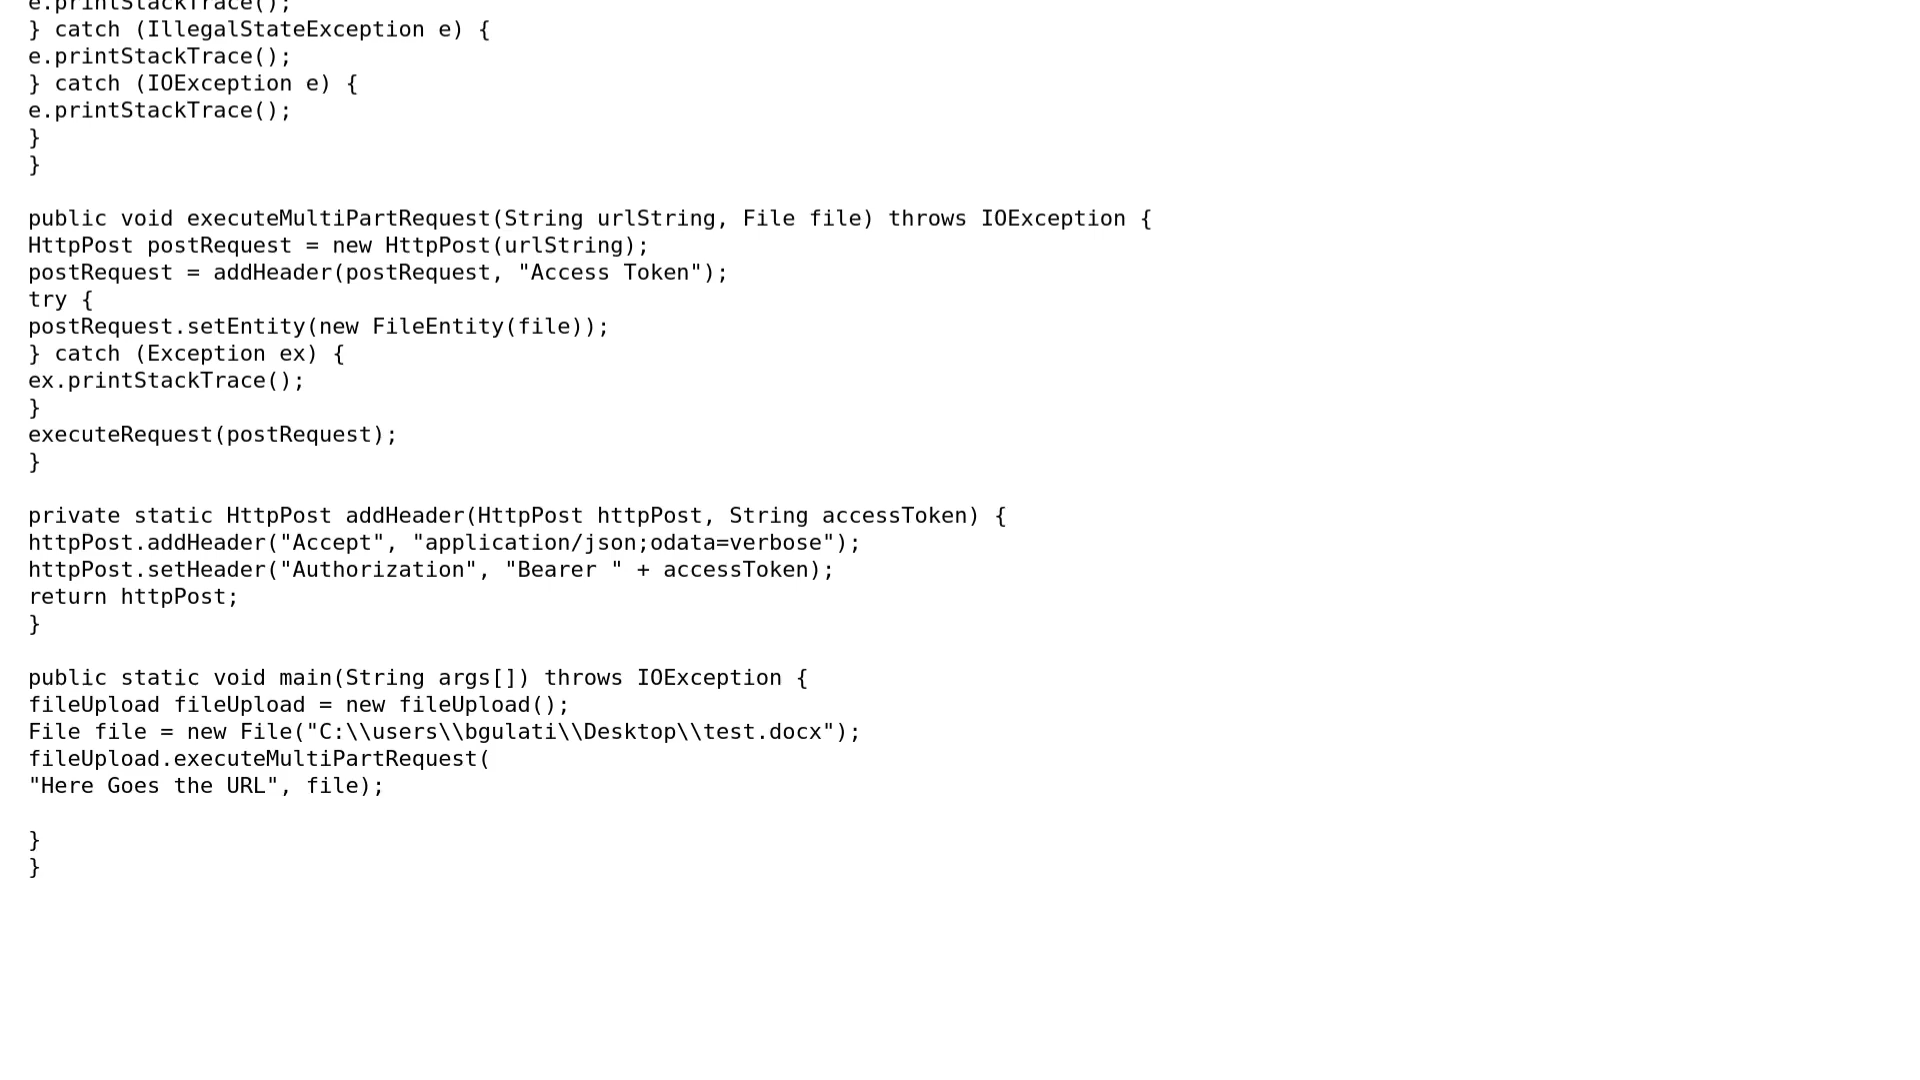 e.printStackTrace();
} catch (IllegalStateException e) {
e.printStackTrace();
} catch (IOException e) {
e.printStackTrace();
}
}

public void executeMultiPartRequest(String urlString, File file) throws IOException {
HttpPost postRequest = new HttpPost(urlString);
postRequest = addHeader(postRequest, "Access Token");
try {
postRequest.setEntity(new FileEntity(file));
} catch (Exception ex) {
ex.printStackTrace();
}
executeRequest(postRequest);
}

private static HttpPost addHeader(HttpPost httpPost, String accessToken) {
httpPost.addHeader("Accept", "application/json;odata=verbose");
httpPost.setHeader("Authorization", "Bearer " + accessToken);
return httpPost;
}

public static void main(String args[]) throws IOException {
fileUpload fileUpload = new fileUpload();
File file = new File("C:\\users\\bgulati\\Desktop\\test.docx");
fileUpload.executeMultiPartRequest(
"Here Goes the URL", file);

}
}